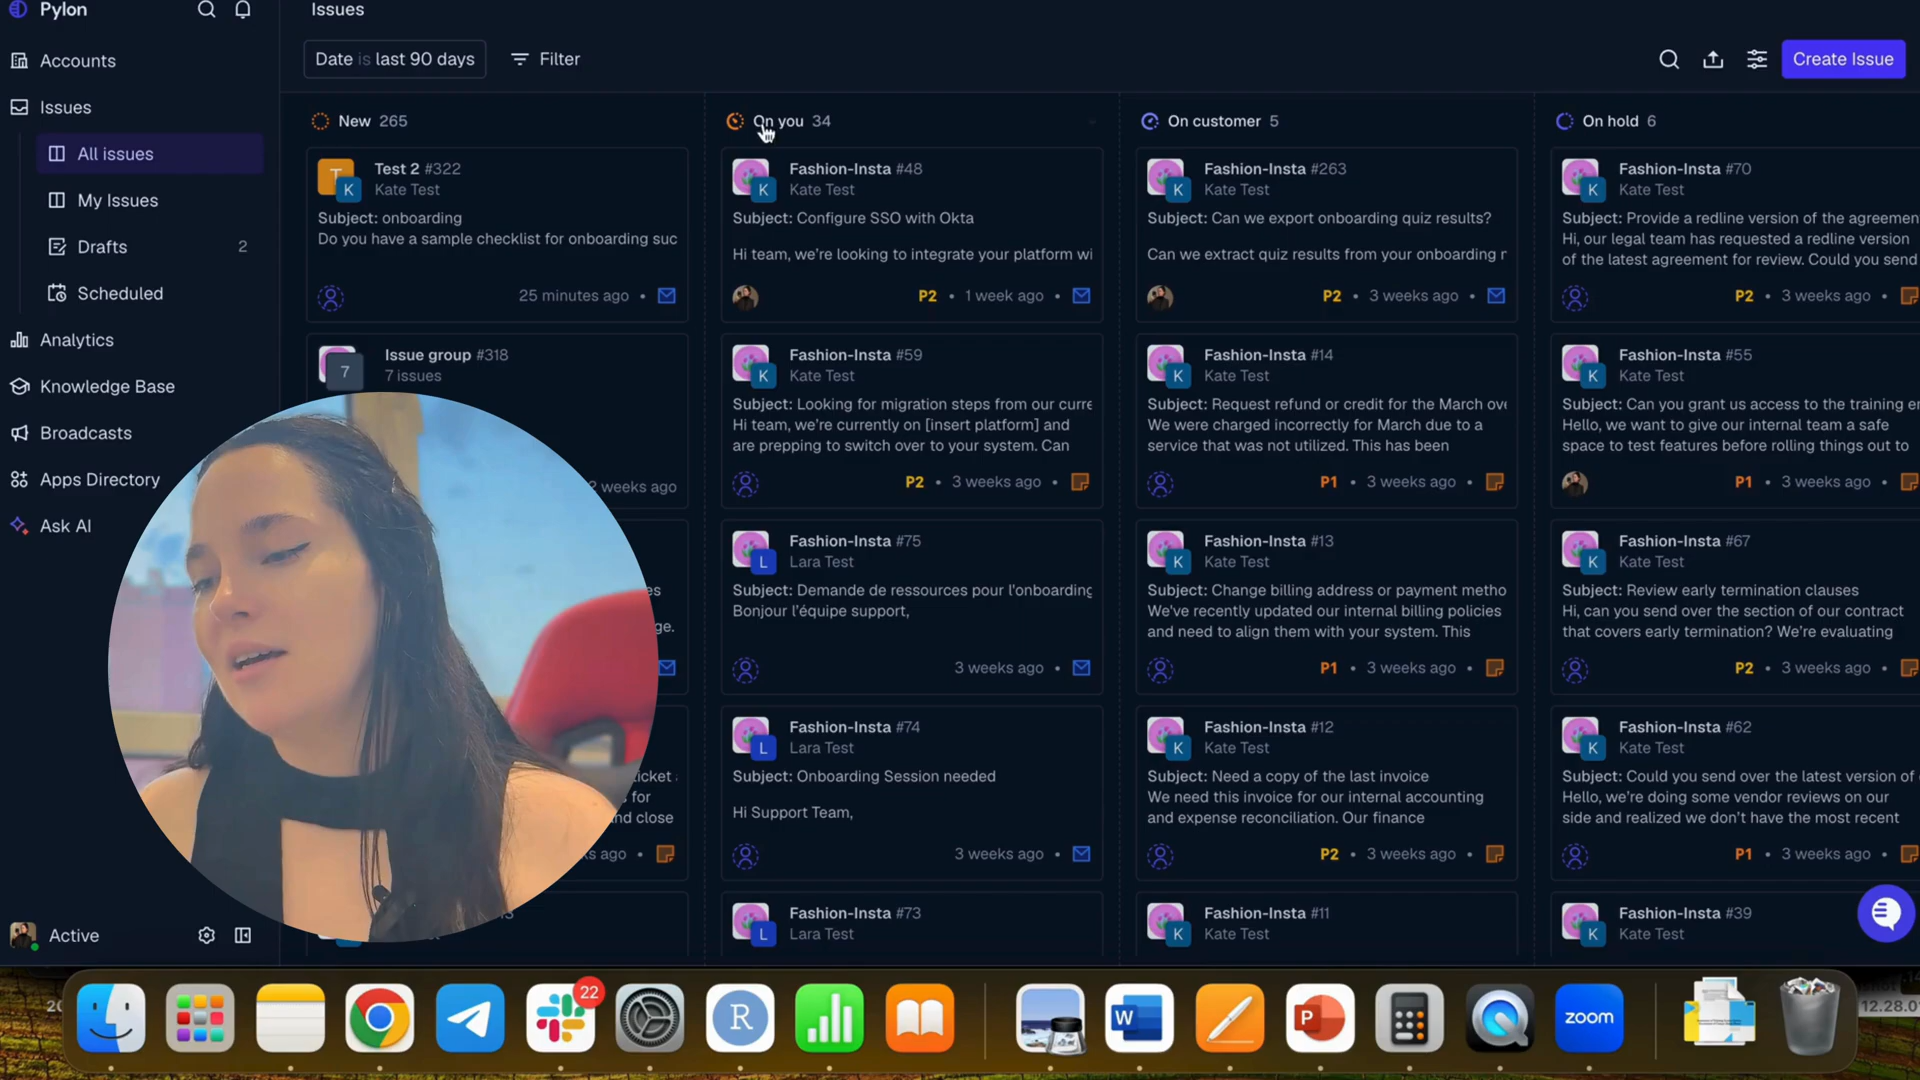 Pylon
Accounts
Issues
All issues
My Issues
Drafts 2
Scheduled
Analytics
Knowledge Base
Broadcasts
Apps Directory
Ask AI
Active
Issues
Date is last 90 days
Filter
Create Issue
New 265
T
K
Test 2 #322
Kate Test
Subject: onboarding
Do you have a sample checklist for onboarding suc
25 minutes ago •
7
Issue group #318
7 issues
weeks ago
ge.
ticket
for
nd close
ks ago •
On you 34
K
Fashion-Insta #48
Kate Test
Subject: Configure SSO with Okta
Hi team, we're looking to integrate your platform wi
P2 • 1 week ago •
K
Fashion-Insta #59
Kate Test
Subject: Looking for migration steps from our curre
Hi team, we're currently on [insert platform] and
are prepping to switch over to your system. Can
P2 • 3 weeks ago •
L
Fashion-Insta #75
Lara Test
Subject: Demande de ressources pour l'onboarding
Bonjour l'équipe support,
3 weeks ago •
L
Fashion-Insta #74
Lara Test
Subject: Onboarding Session needed
Hi Support Team,
3 weeks ago •
L
Fashion-Insta #73
Lara Test
On customer 5
K
Fashion-Insta #263
Kate Test
Subject: Can we export onboarding quiz results?
Can we extract quiz results from your onboarding r
P2 • 3 weeks ago •
K
Fashion-Insta #14
Kate Test
Subject: Request refund or credit for the March ove
We were charged incorrectly for March due to a
service that was not utilized. This has been
P1 • 3 weeks ago •
K
Fashion-Insta #13
Kate Test
Subject: Change billing address or payment metho
We've recently updated our internal billing policies
and need to align them with your system. This
P1 • 3 weeks ago •
K
Fashion-Insta #12
Kate Test
Subject: Need a copy of the last invoice
We need this invoice for our internal accounting
and expense reconciliation. Our finance
P2 • 3 weeks ago •
K
Fashion-Insta #11
Kate Test
On hold 6
K
Fashion-Insta #70
Kate Test
Subject: Provide a redline version of the agreemen
Hi, our legal team has requested a redline version
of the latest agreement for review. Could you send
P2 • 3 weeks ago •
K
Fashion-Insta #55
Kate Test
Subject: Can you grant us access to the training er
Hello, we want to give our internal team a safe
space to test features before rolling things out to
P1 • 3 weeks ago •
K
Fashion-Insta #67
Kate Test
Subject: Review early termination clauses
Hi, can you send over the section of our contract
that covers early termination? We're evaluating
P2 • 3 weeks ago •
K
Fashion-Insta #62
Kate Test
Subject: Could you send over the latest version of
Hello, we're doing some vendor reviews on our
side and realized we don't have the most recent
P1 • 3 weeks ago •
K
Fashion-Insta #39
Kate Test
22
R
W
P
zoom
12.28.0